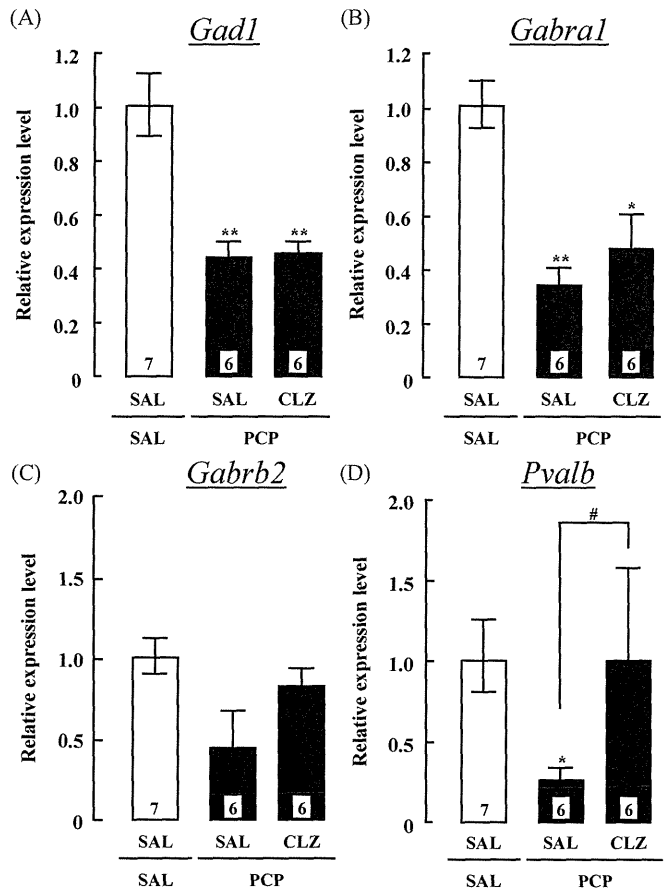 (A) Gad1
Relative expression level
1.2
1.0
0.8
0.6
0.4
0.2
0
** **
7 6 6
SAL SAL CLZ
SAL PCP
(B) Gabra1
Relative expression level
1.2
1.0
0.8
0.6
0.4
0.2
0
** *
7 6 6
SAL SAL CLZ
SAL PCP
(C) Gabrb2
Relative expression level
2.0
1.5
1.0
0.5
0
7 6 6
SAL SAL CLZ
SAL PCP
(D) Pvalb
Relative expression level
2.0
1.5
1.0
0.5
0
#
*
7 6 6
SAL SAL CLZ
SAL PCP